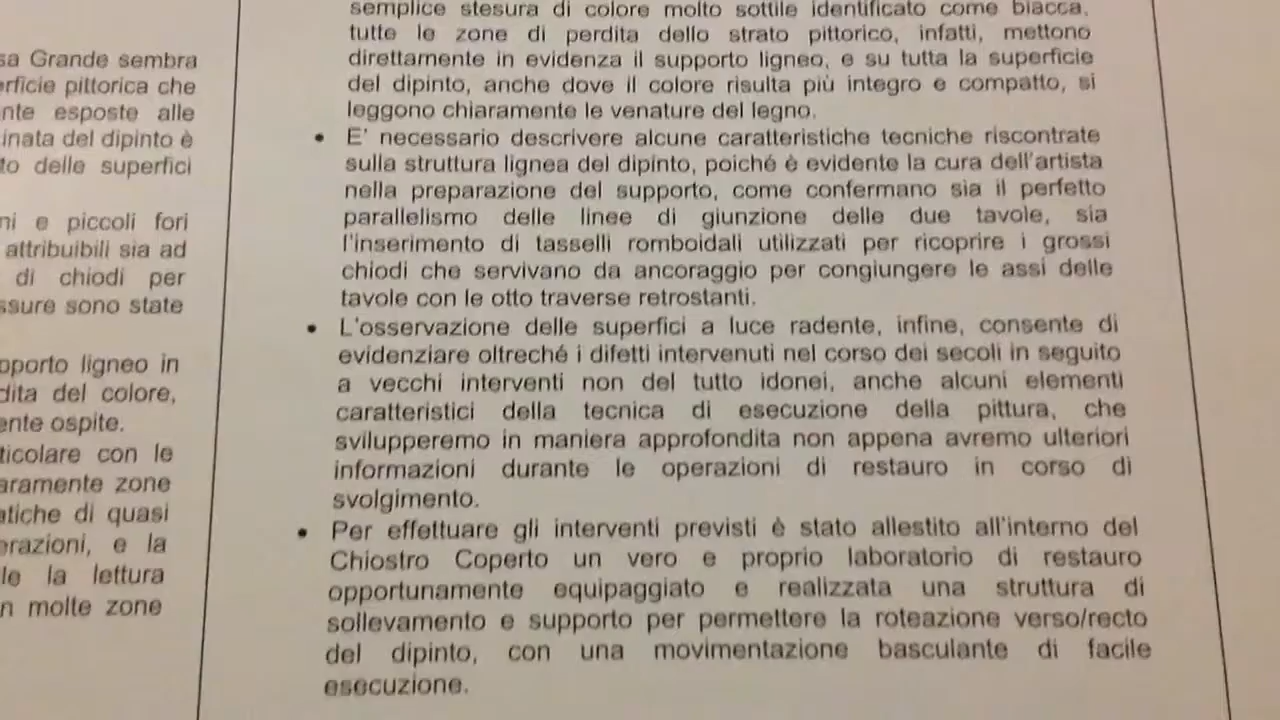 sa Grande sembra
erficie pittorica che
nte esposte alle
inata del dipinto è
to delle superfici
ni e piccoli fori
attribuibili sia ad
di chiodi per
ssure sono state
pporto ligneo in
dita del colore,
ente ospite.
ticolare con le
aramente zone
atiche di quasi
erazioni, e la
le la lettura
n molte zone
semplice stesura di colore molto sottile identificato come biacca,
tutte le zone di perdita dello strato pittorico, infatti, mettono
direttamente in evidenza il supporto ligneo, e su tutta la superficie
del dipinto, anche dove il colore risulta più integro e compatto, si
leggono chiaramente le venature del legno.
• E' necessario descrivere alcune caratteristiche tecniche riscontrate
sulla struttura lignea del dipinto, poiché è evidente la cura dell'artista
nella preparazione del supporto, come confermano sia il perfetto
parallelismo delle linee di giunzione delle due tavole, sia
l'inserimento di tasselli romboidali utilizzati per ricoprire i grossi
chiodi che servivano da ancoraggio per congiungere le assi delle
tavole con le otto traverse retrostanti.
• L'osservazione delle superfici a luce radente, infine, consente di
evidenziare oltreché i difetti intervenuti nel corso dei secoli in seguito
a vecchi interventi non del tutto idonei, anche alcuni elementi
caratteristici della tecnica di esecuzione della pittura, che
svilupperemo in maniera approfondita non appena avremo ulteriori
informazioni durante le operazioni di restauro in corso di
svolgimento.
• Per effettuare gli interventi previsti è stato allestito all'interno del
Chiostro Coperto un vero e proprio laboratorio di restauro
opportunamente equipaggiato e realizzata una struttura di
sollevamento e supporto per permettere la roteazione verso/recto
del dipinto, con una movimentazione basculante di facile
esecuzione.